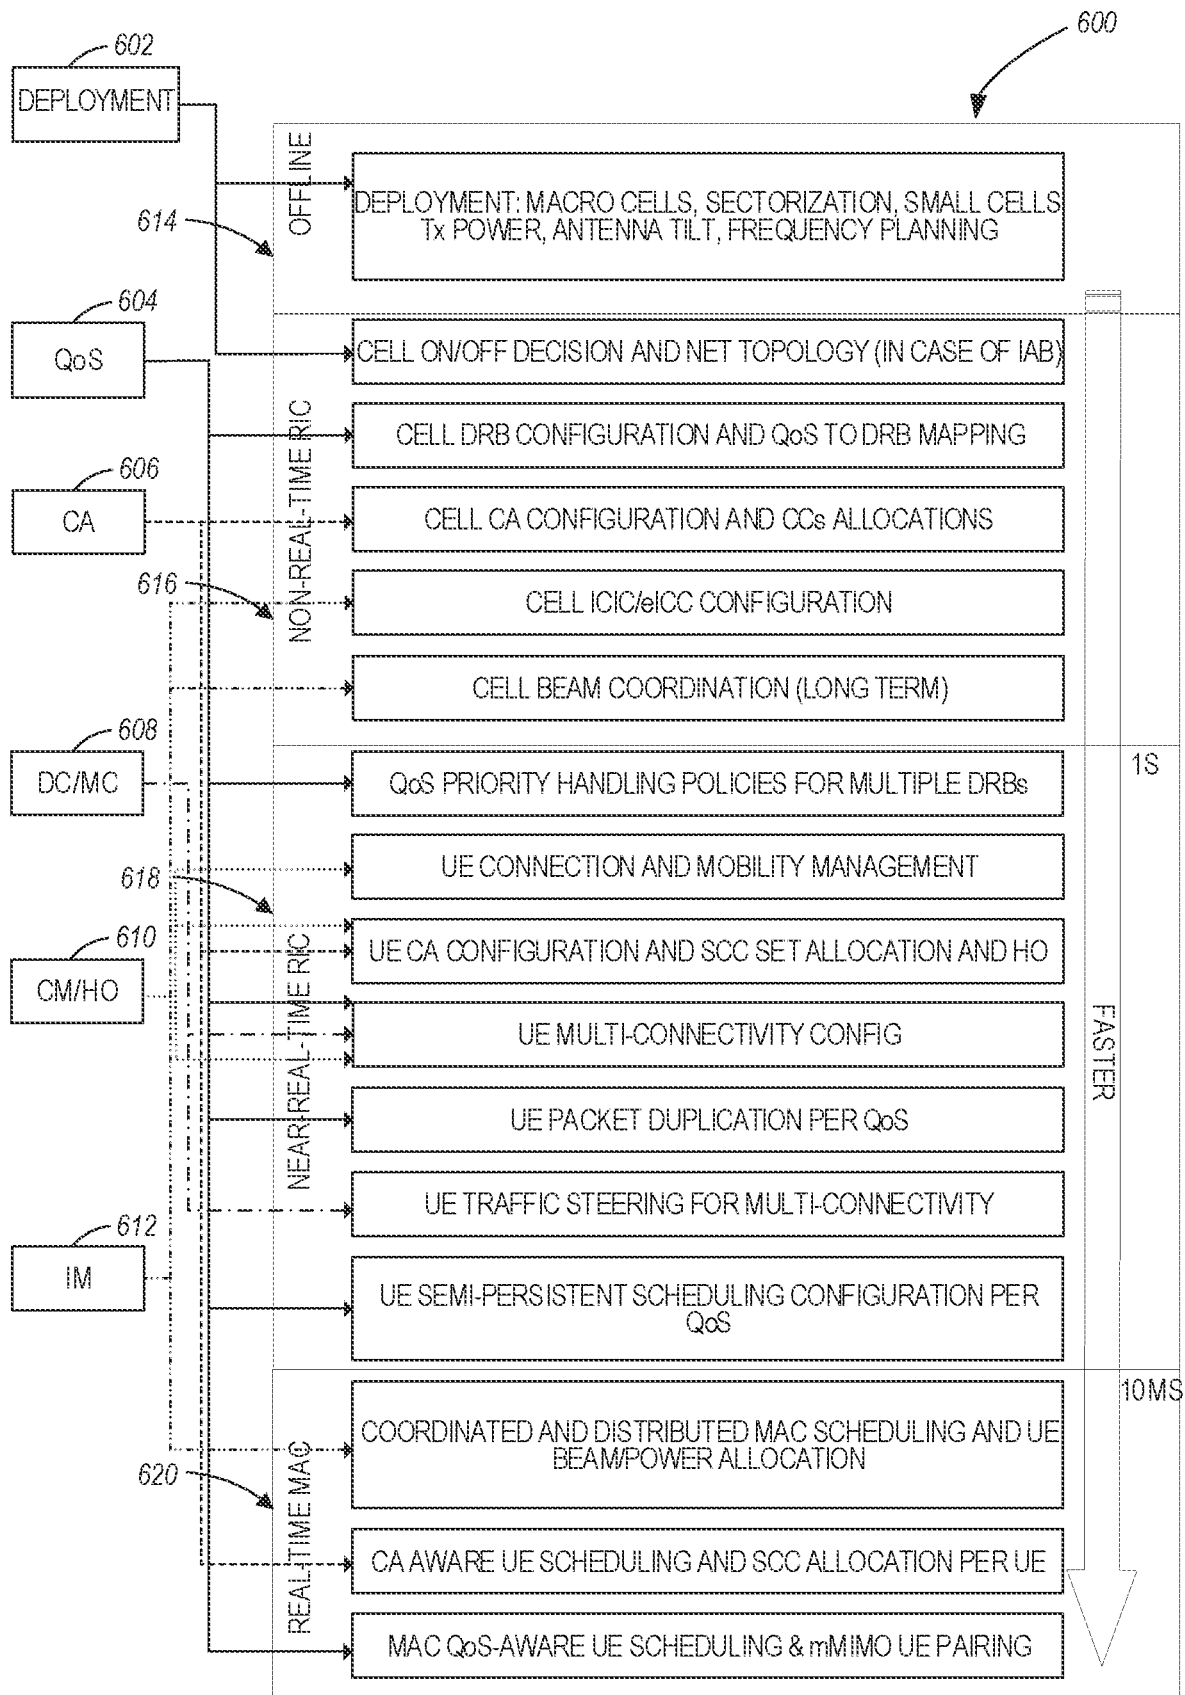 600
602
DEPLOYMENT
OFFLINE
DEPLOYMENT: MACRO CELLS, SECTORIZATION, SMALL CELLS
Tx POWER, ANTENNA TILT, FREQUENCY PLANNING
614
604
QoS
CELL ON/OFF DECISION AND NET TOPOLOGY (IN CASE OF IAB)
NON-REAL-TIME RIC
CELL DRB CONFIGURATION AND QoS TO DRB MAPPING
606
CA
CELL CA CONFIGURATION AND CCs ALLOCATIONS
616
CELL ICIC/eICC CONFIGURATION
CELL BEAM COORDINATION (LONG TERM)
608
DC/MC
1S
QoS PRIORITY HANDLING POLICIES FOR MULTIPLE DRBs
UE CONNECTION AND MOBILITY MANAGEMENT
618
610
CM/HO
NEAR-REAL-TIME RIC
UE CA CONFIGURATION AND SCC SET ALLOCATION AND HO
UE MULTI-CONNECTIVITY CONFIG
FASTER
UE PACKET DUPLICATION PER QoS
UE TRAFFIC STEERING FOR MULTI-CONNECTIVITY
612
IM
UE SEMI-PERSISTENT SCHEDULING CONFIGURATION PER
QoS
10MS
COORDINATED AND DISTRIBUTED MAC SCHEDULING AND UE
BEAM/POWER ALLOCATION
620
REAL-TIME MAC
CA AWARE UE SCHEDULING AND SCC ALLOCATION PER UE
MAC QoS-AWARE UE SCHEDULING & mMIMO UE PAIRING